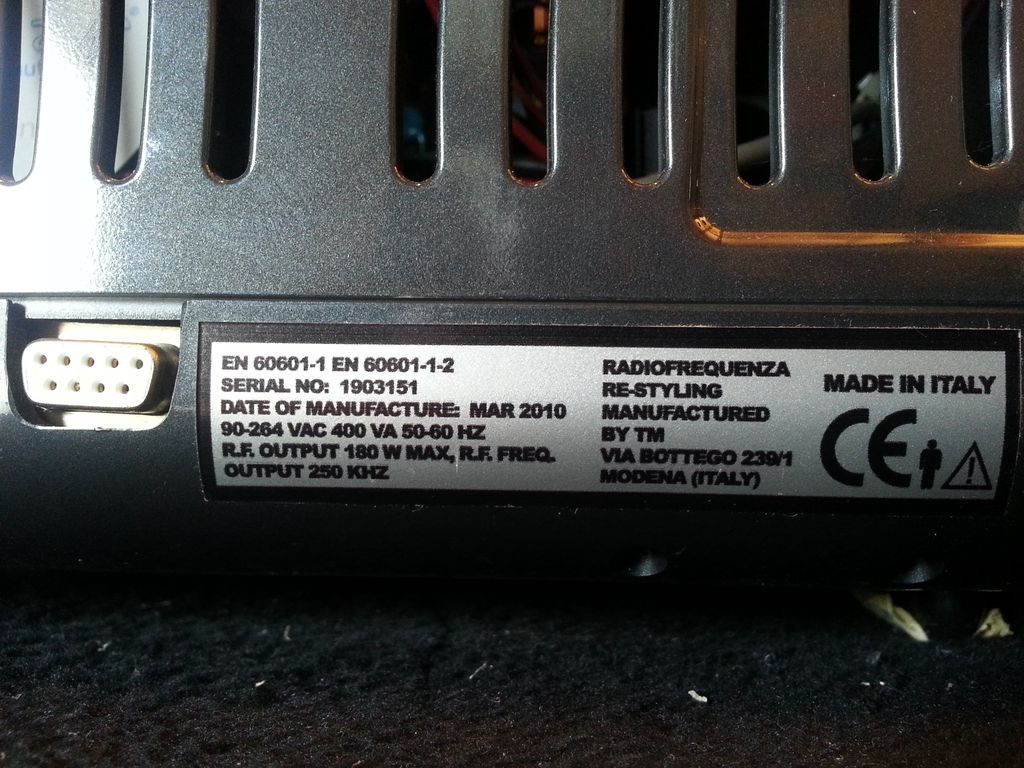 EN 60601-1 EN 60601-1-2
SERIAL NO: 1903151
DATE OF MANUFACTURE: MAR 2010
90-264 VAC 400 VA 50-60 HZ
R.F. OUTPUT 180 W MAX, R.F. FREQ.
OUTPUT 250 KHZ
RADIOFREQUENZA
RE-STYLING
MANUFACTURED
BY TM
VIA BOTTEGO 239/1
MODENA (ITALY)
MADE IN ITALY
CE